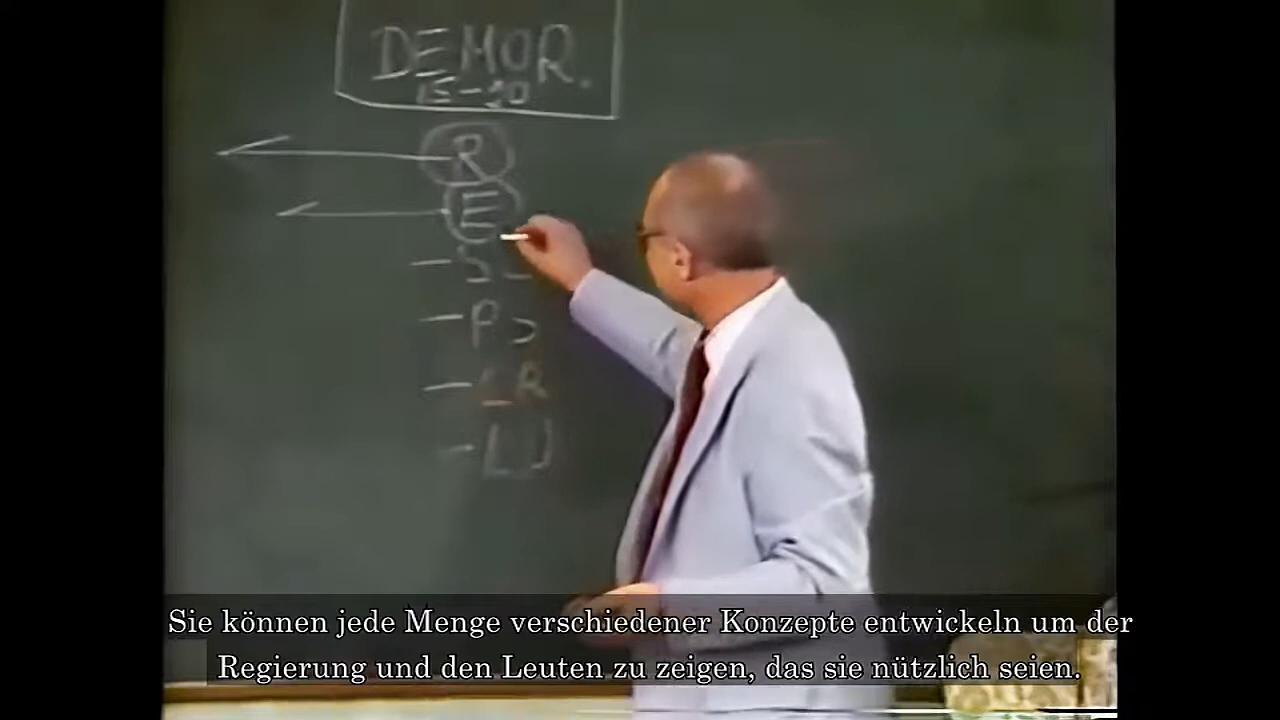 DEMOR.
15-20
R
E
- S -
- P S
- LR
Sie können jede Menge verschiedener Konzepte entwickeln um der
Regierung und den Leuten zu zeigen, das sie nützlich seien.